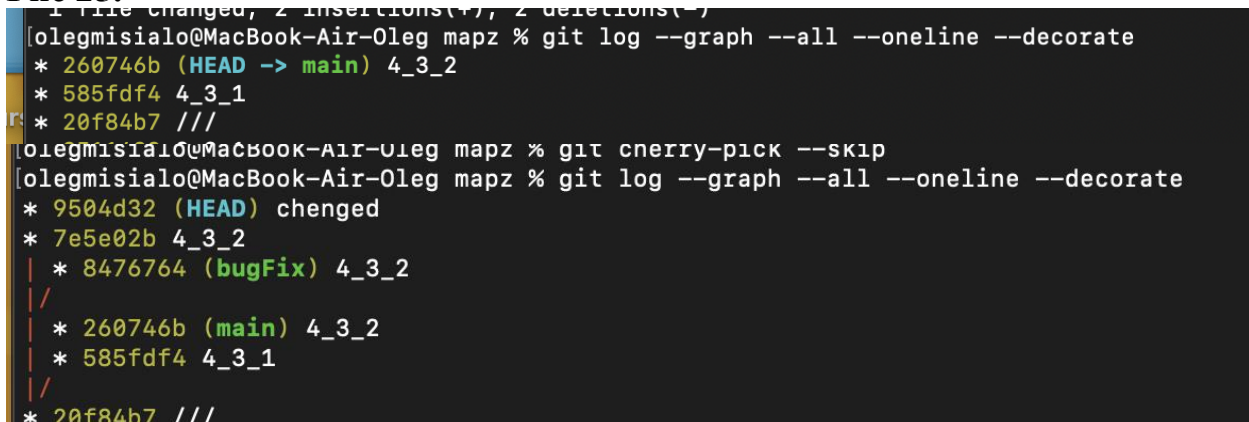 1 file changed, 2 insertions(+), 2 deletions(-)
[olegmisialo@MacBook-Air-Oleg mapz % git log --graph --all --oneline --decorate
* 260746b (HEAD -> main) 4_3_2
* 585fdf4 4_3_1
* 20f84b7 ///
[olegmisialo@MacBook-Air-Oleg mapz % git cherry-pick --skip
[olegmisialo@MacBook-Air-Oleg mapz % git log --graph --all --oneline --decorate
* 9504d32 (HEAD) chenged
* 7e5e02b 4_3_2
| * 8476764 (bugFix) 4_3_2
|/
| * 260746b (main) 4_3_2
| * 585fdf4 4_3_1
|/
* 20f84b7 ///